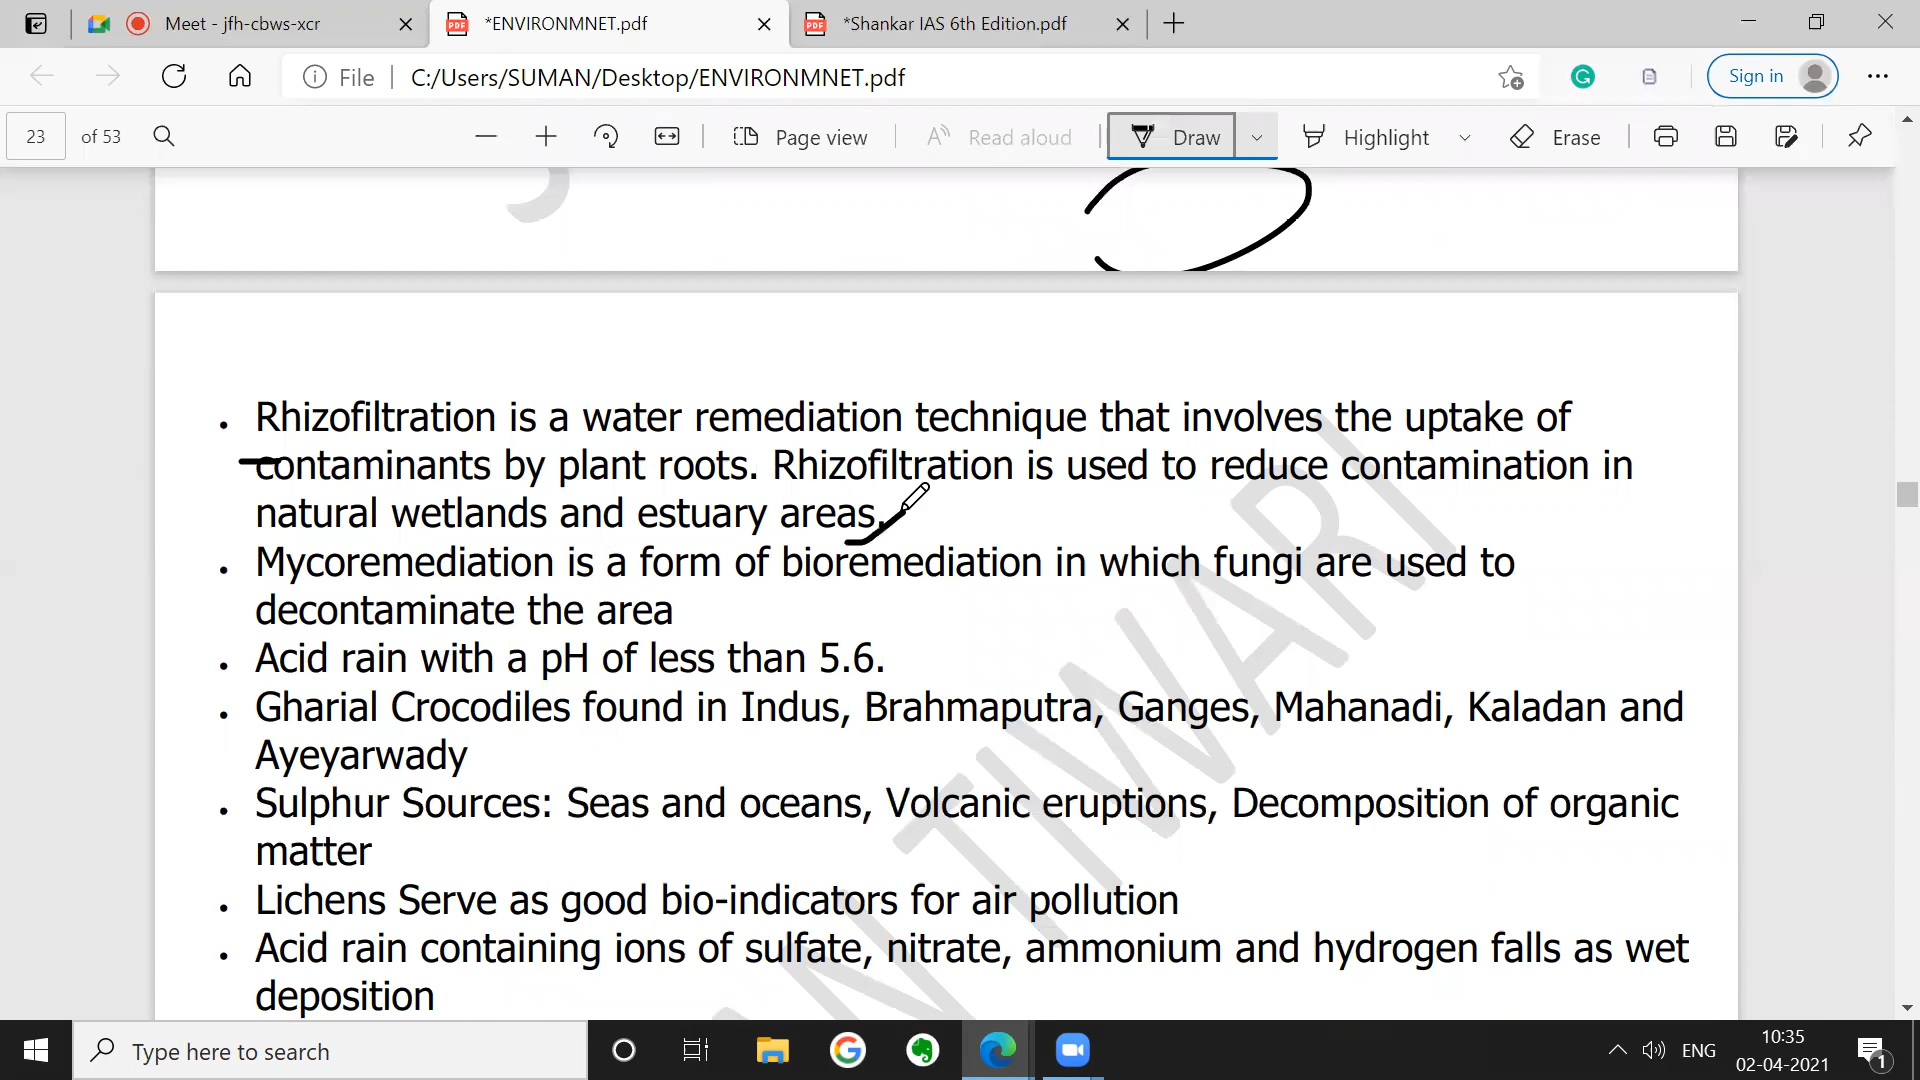 Meet - jfh-cbws-xcr
*ENVIRONMNET.pdf
*Shankar IAS 6th Edition.pdf
File
C:/Users/SUMAN/Desktop/ENVIRONMNET.pdf
Sign in
23 of 53
Page view
Read aloud
Draw
Highlight
Erase
• Rhizofiltration is a water remediation technique that involves the uptake of
contaminants by plant roots. Rhizofiltration is used to reduce contamination in
natural wetlands and estuary areas.
• Mycoremediation is a form of bioremediation in which fungi are used to
decontaminate the area
• Acid rain with a pH of less than 5.6.
• Gharial Crocodiles found in Indus, Brahmaputra, Ganges, Mahanadi, Kaladan and
Ayeyarwady
• Sulphur Sources: Seas and oceans, Volcanic eruptions, Decomposition of organic
matter
• Lichens Serve as good bio-indicators for air pollution
• Acid rain containing ions of sulfate, nitrate, ammonium and hydrogen falls as wet
deposition
AN TIWARI
Type here to search
ENG
10:35
02-04-2021
1